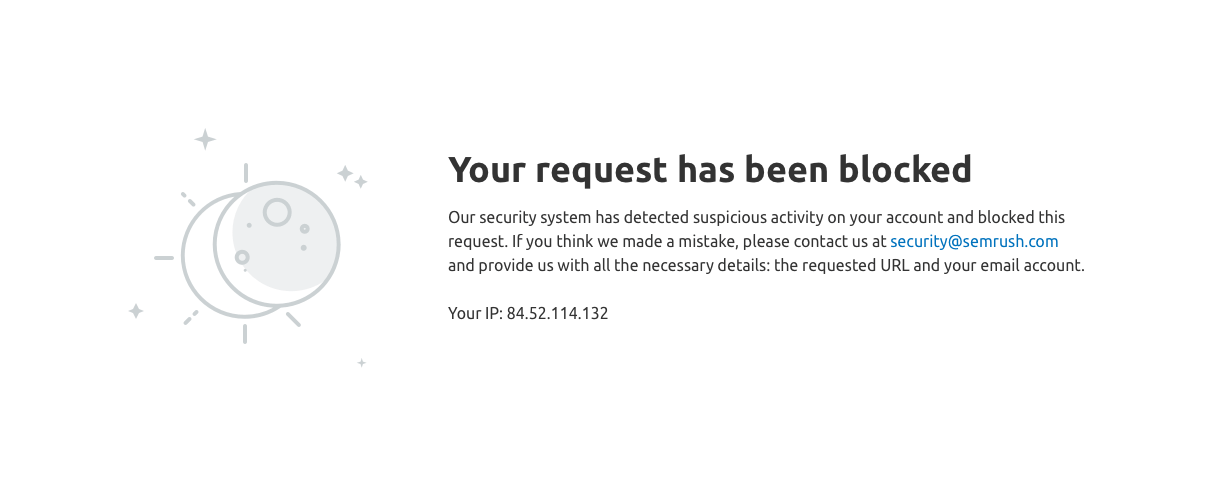 Your request has been blocked
Our security system has detected suspicious activity on your account and blocked this
request. If you think we made a mistake, please contact us at security@semrush.com
and provide us with all the necessary details: the requested URL and your email account.
Your IP: 84.52.114.132